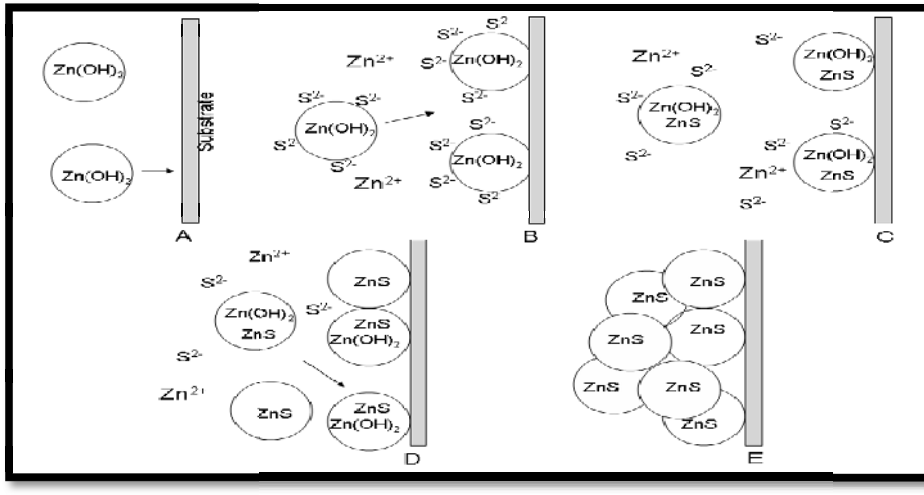 Zn(OH)₂
Zn(OH)₂
Substrate
A
Zn²⁺
S²⁻ S²⁻
Zn(OH)₂
S²
S²⁻
Zn²⁺
S²⁻ S²
S²⁻ Zn(OH)₂
S²⁻
S²⁻
S²⁻
Zn(OH)₂
S²⁻
S²
B
Zn²⁺
S²⁻
S²⁻
Zn(OH)₂
ZnS
S²⁻
S²⁻
Zn(OH)₂
ZnS
S²⁻
S²⁻
Zn(OH)₂
ZnS
Zn²⁺
S²⁻
C
Zn²⁺
S²⁻
Zn(OH)₂
ZnS
S²⁻
S²⁻
Zn²⁺
ZnS
ZnS
ZnS
Zn(OH)₂
ZnS
Zn(OH)₂
D
ZnS
ZnS
ZnS
ZnS
ZnS
ZnS
ZnS
E